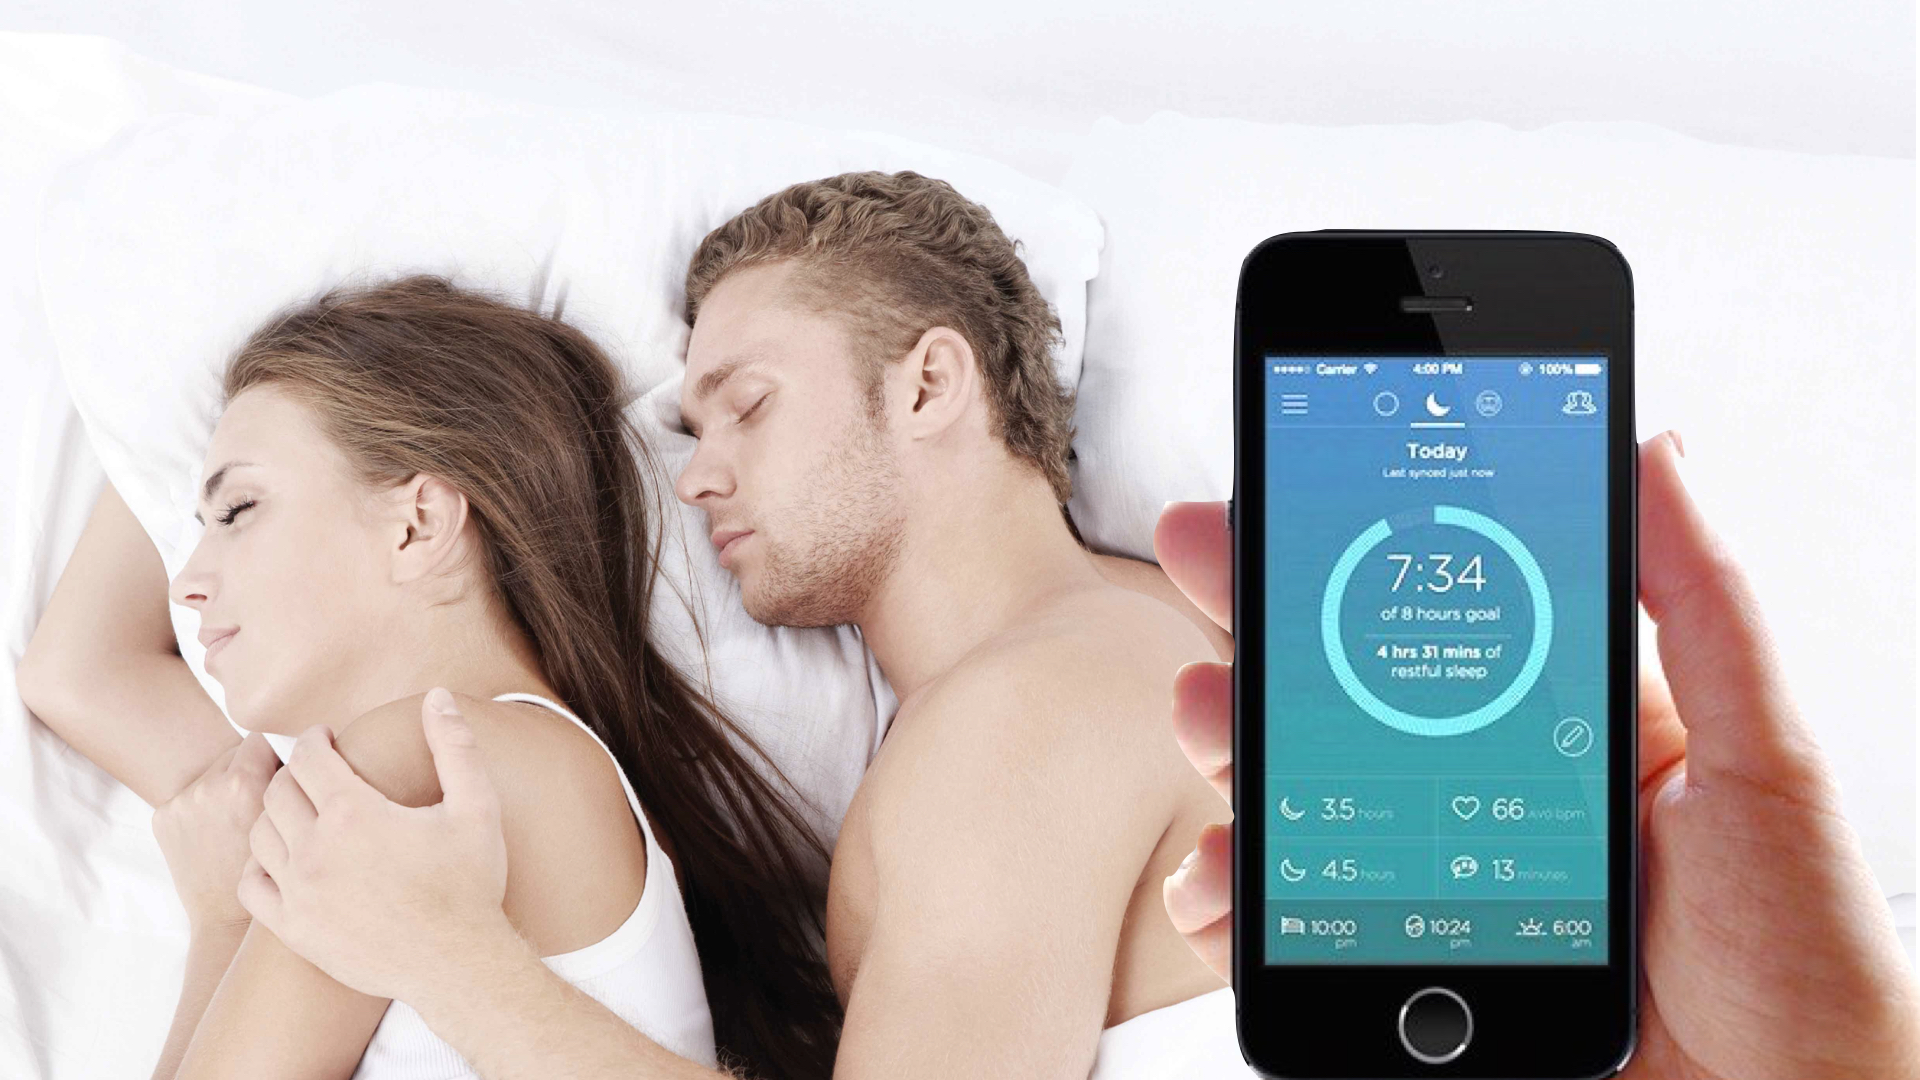 Carrier 4:00 PM 100%
Today
Last synced just now
7:34
of 8 hours goal
4 hrs 31 mins of
restful sleep
3.5 hours 66 AVG bpm
4.5 hours 13 minutes
10:00 pm 10:24 pm 6:00 am